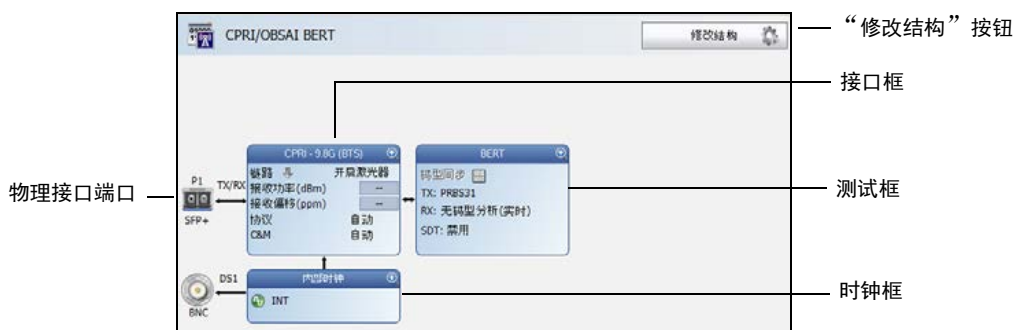 CPRI/OBSAI BERT
修改结构
“修改结构”按钮
接口框
CPRI - 9.8G (BTS)
BERT
链路
开启激光器
码型同步
物理接口端口
P1
TX/RX
接收功率(dBm)
--
TX: PRBS31
测试框
接收偏移(ppm)
--
RX: 无码型分析(实时)
SFP+
协议
自动
SDT: 禁用
C&M
自动
DS1
内部时钟
时钟框
INT
BNC